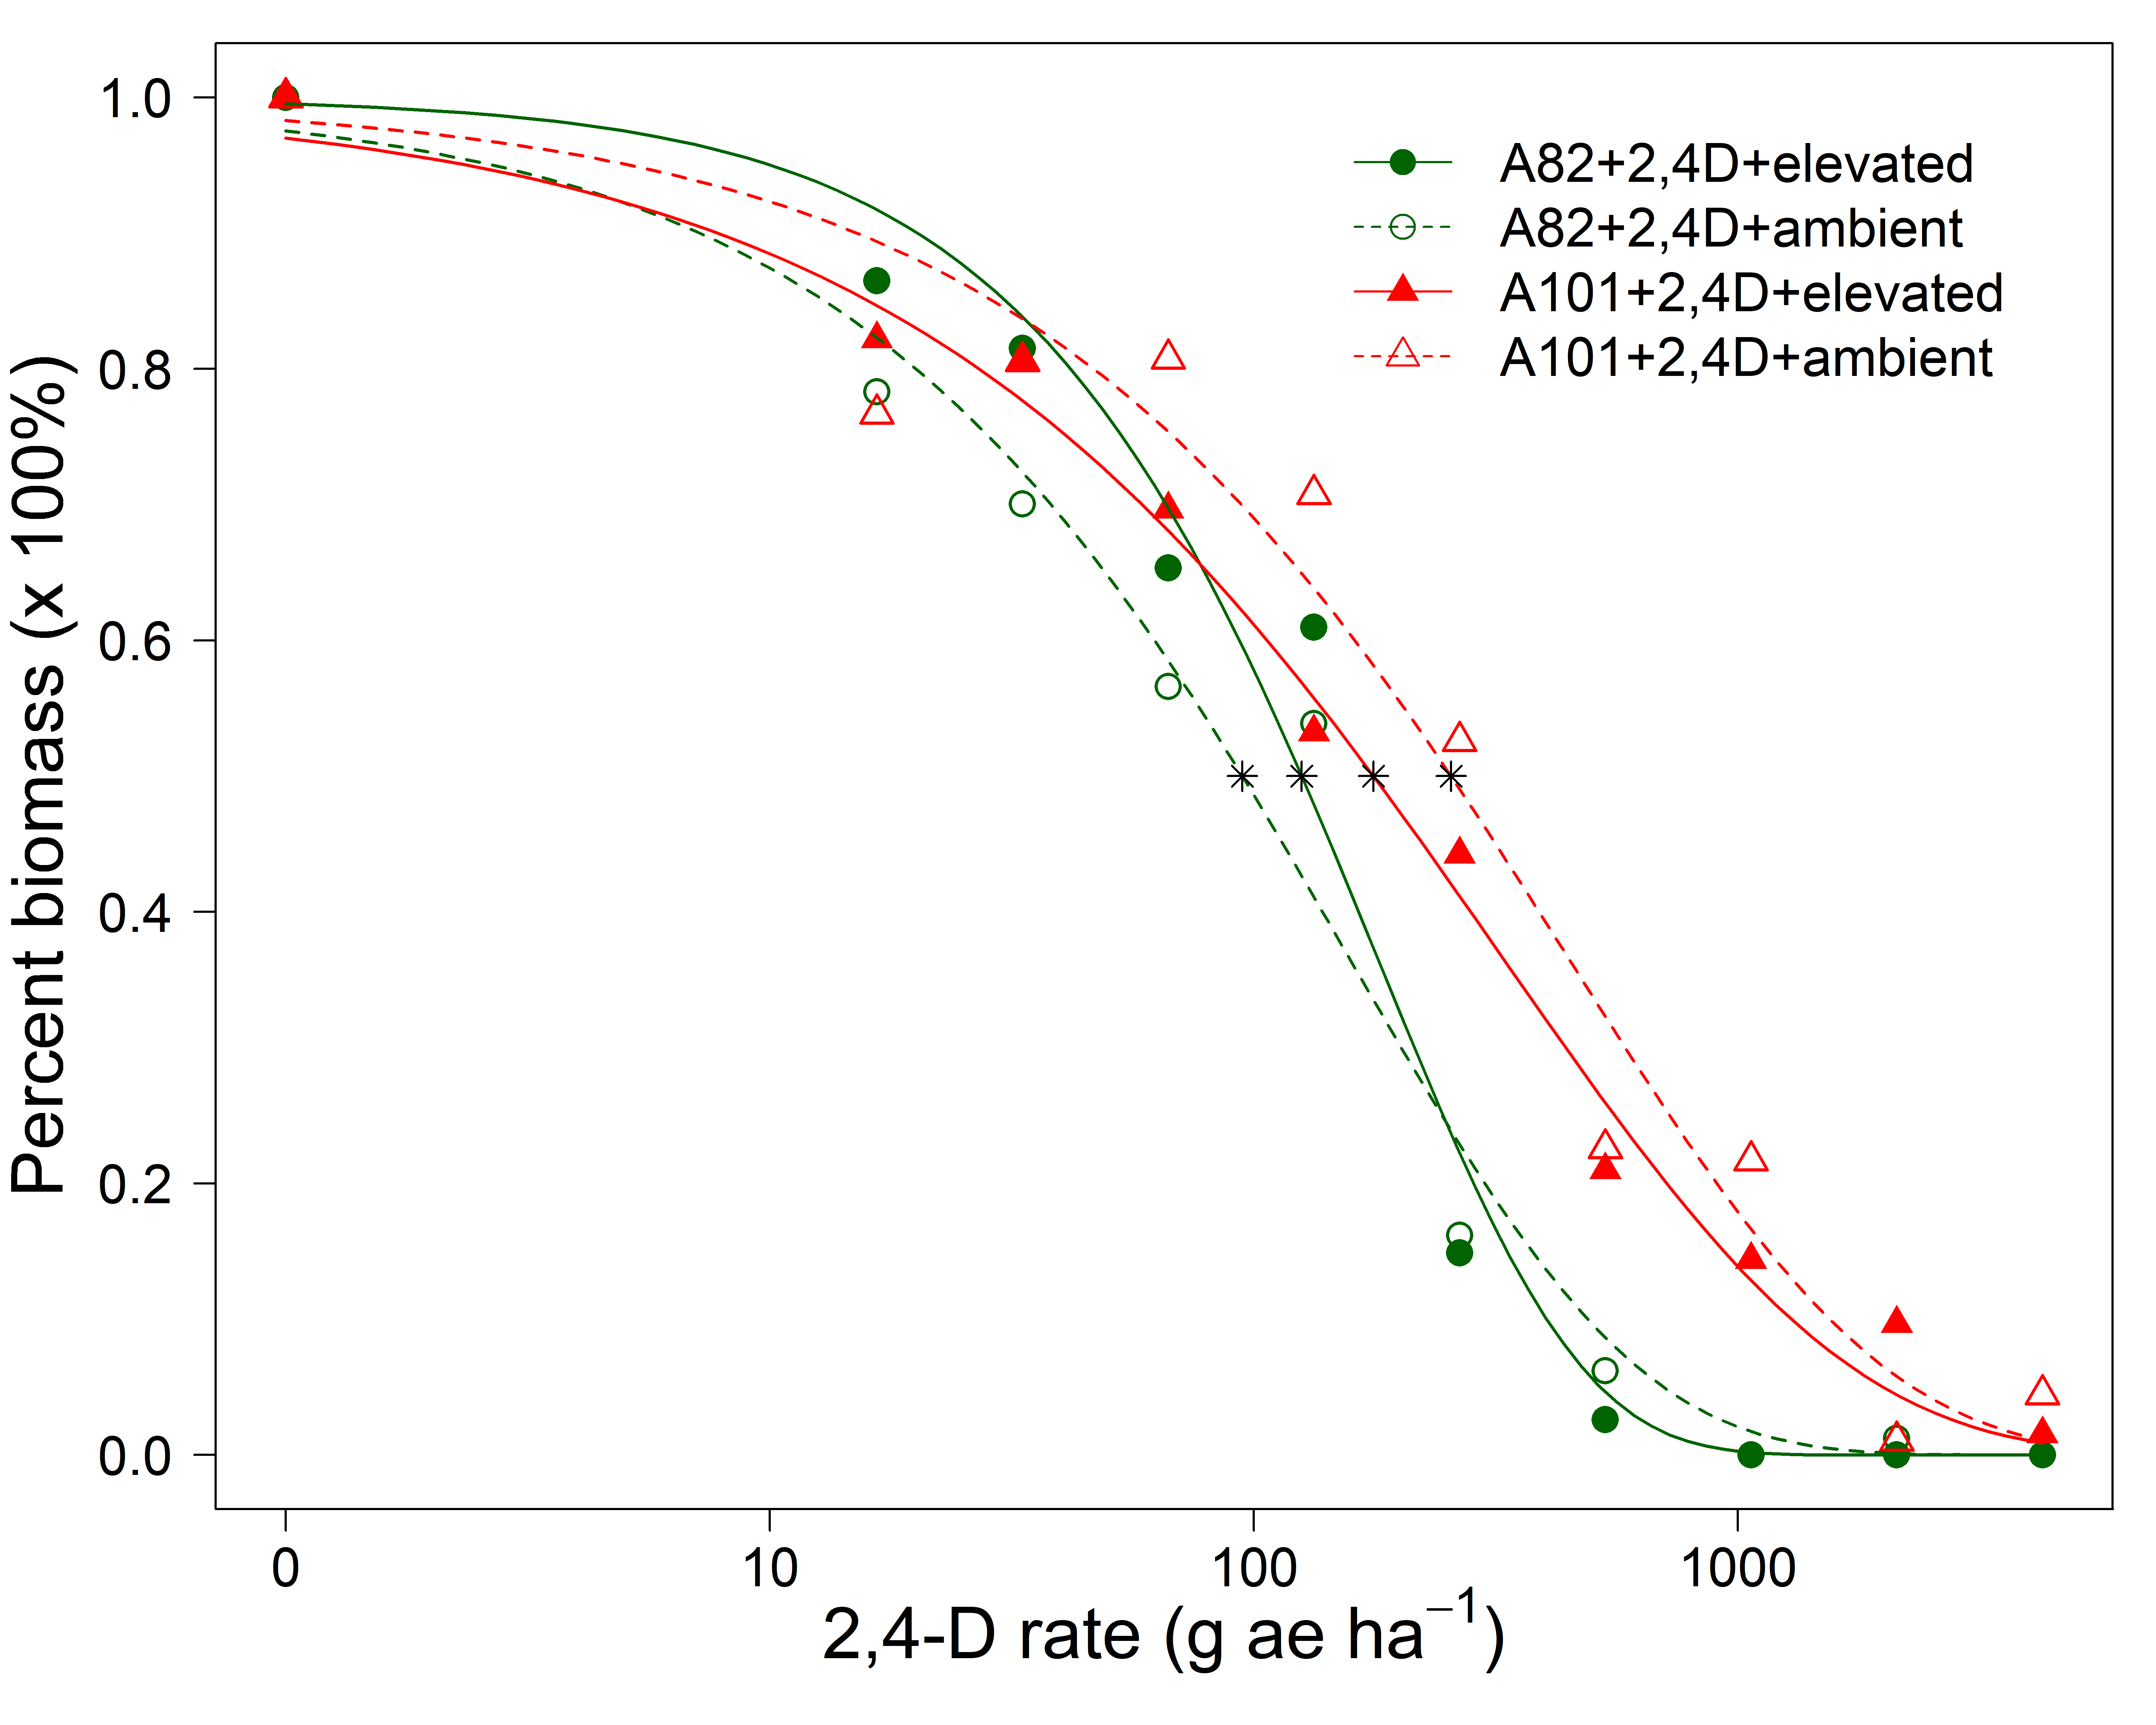 1.0
0.8
0.6
0.4
0.2
0.0
Percent biomass (x 100%)
A82+2,4D+elevated
A82+2,4D+ambient
A101+2,4D+elevated
A101+2,4D+ambient
0 10 100 1000
2,4-D rate (g ae ha⁻¹)